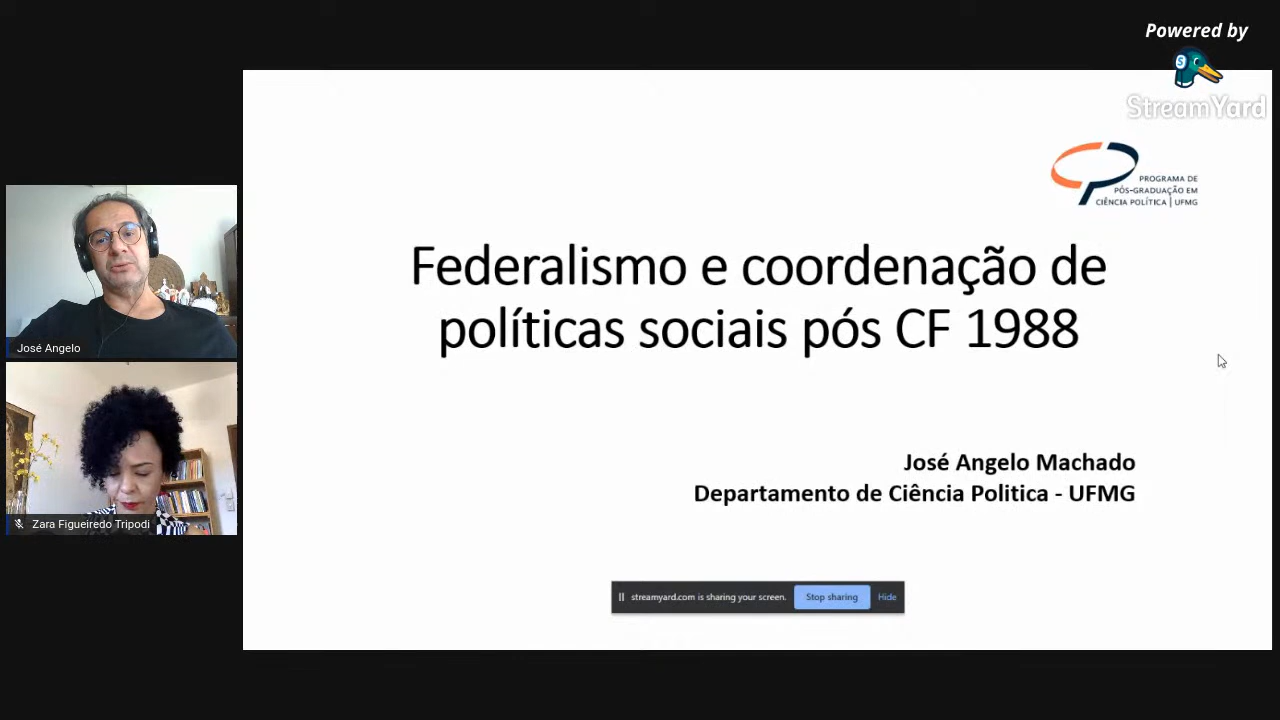 Powered by
StreamYard
PROGRAMA DE
PÓS-GRADUAÇÃO EM
CIÊNCIA POLÍTICA | UFMG
Federalismo e coordenação de
políticas sociais pós CF 1988
José Angelo
José Angelo Machado
Departamento de Ciência Politica - UFMG
Zara Figueiredo Tripodi
streamyard.com is sharing your screen. Stop sharing Hide